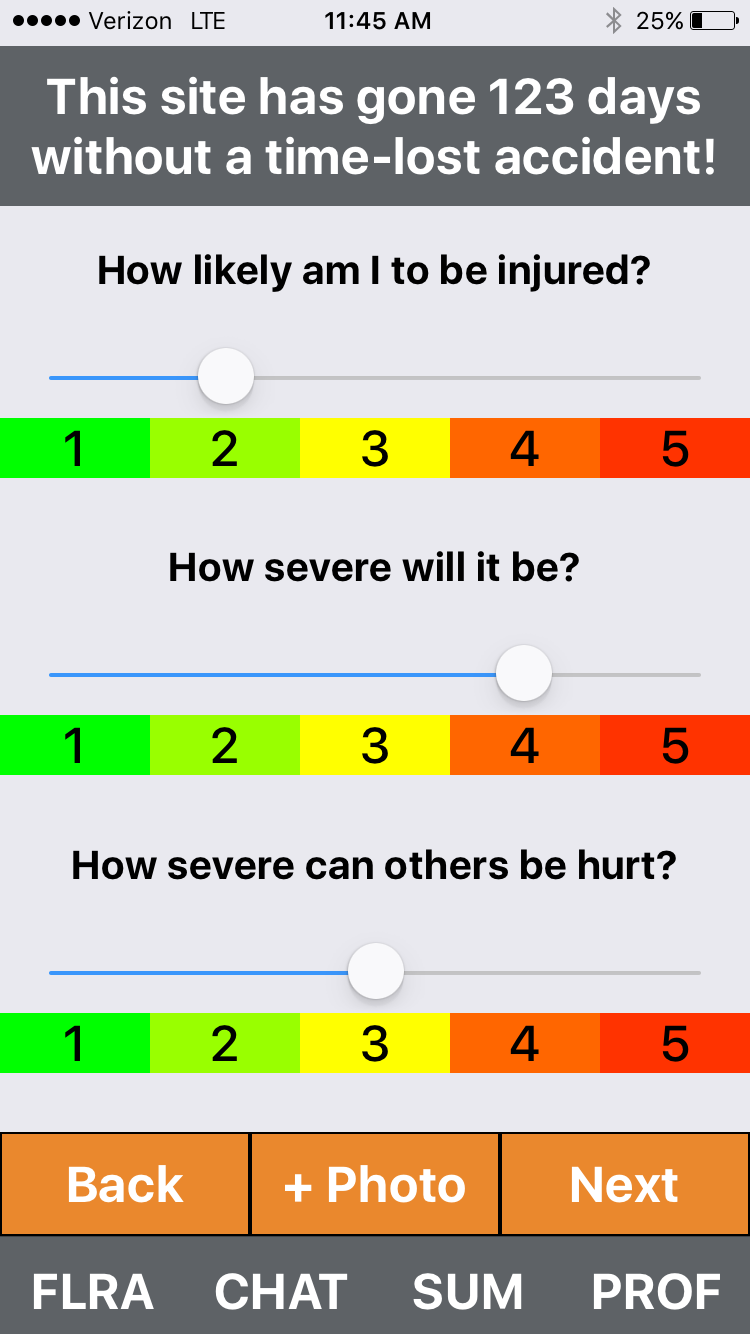 Verizon LTE 11:45 AM 25%
This site has gone 123 days
without a time-lost accident!
How likely am I to be injured?
1 2 3 4 5
How severe will it be?
1 2 3 4 5
How severe can others be hurt?
1 2 3 4 5
Back + Photo Next
FLRA CHAT SUM PROF